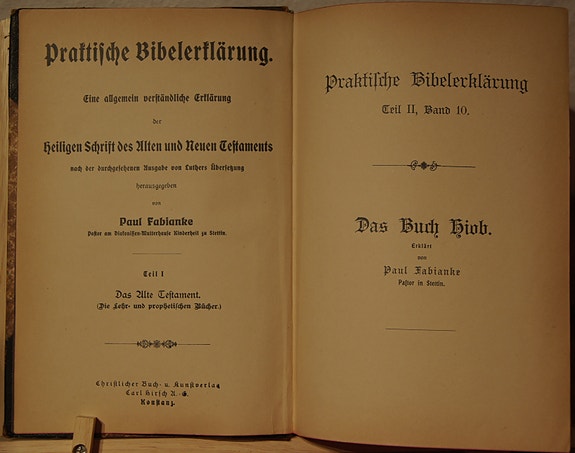 Praktische Bibelerklärung.
Eine allgemein verständliche Erklärung
der
Heiligen Schrift des Alten und Neuen Testaments
nach der durchgesehenen Ausgabe von Luthers Übersetzung
herausgegeben
von
Paul Fabianke
Pastor am Diakonissen-Mutterhause Kinderheil zu Stettin.
Teil I
Das Alte Testament.
(Die Lehr- und prophetischen Bücher.)
Christlicher Buch- u. Kunstverlag
Carl Hirsch A.-G.
Konstanz.
Praktische Bibelerklärung
Teil II, Band 10.
Das Buch Hiob.
Erklärt
von
Paul Fabianke
Pastor in Stettin.